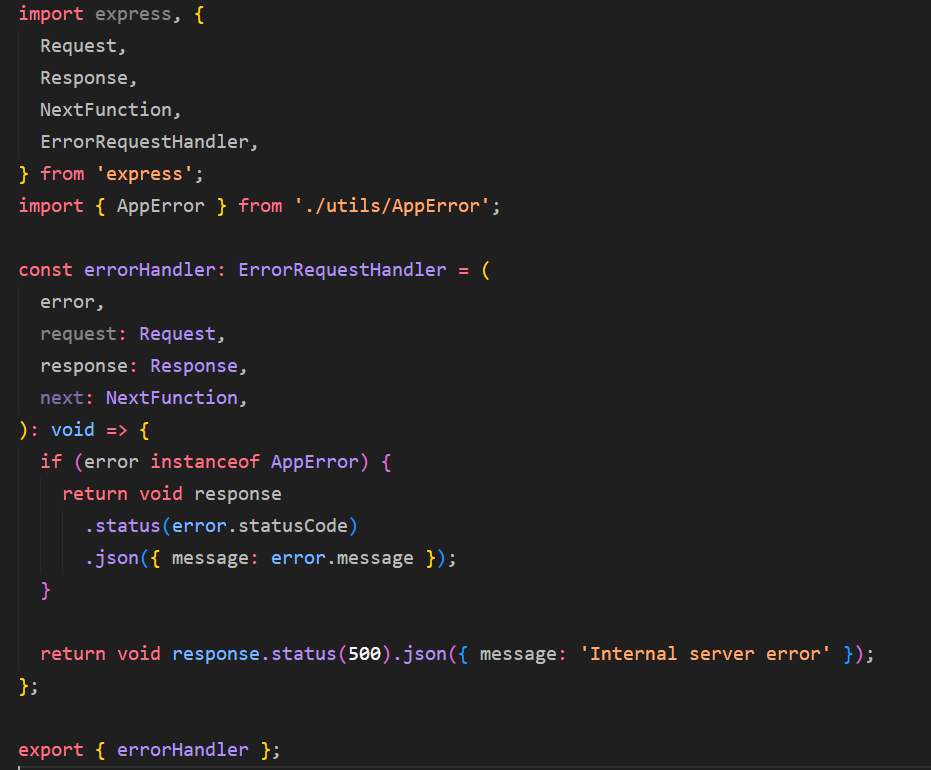 import express, {
  Request,
  Response,
  NextFunction,
  ErrorRequestHandler,
} from 'express';
import { AppError } from './utils/AppError';

const errorHandler: ErrorRequestHandler = (
  error,
  request: Request,
  response: Response,
  next: NextFunction,
): void => {
  if (error instanceof AppError) {
    return void response
      .status(error.statusCode)
      .json({ message: error.message });
  }

  return void response.status(500).json({ message: 'Internal server error' });
};

export { errorHandler };